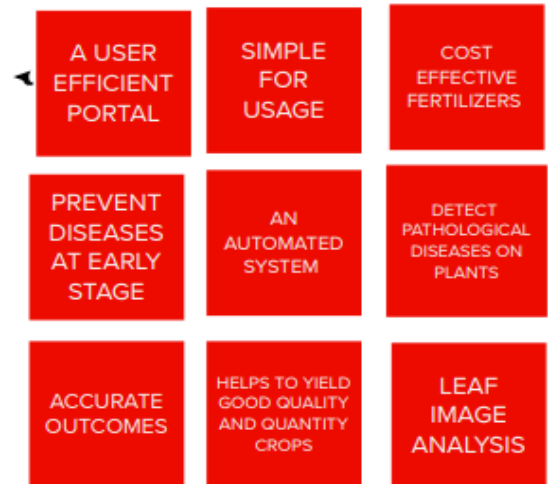 A USER
EFFICIENT
PORTAL
SIMPLE
FOR
USAGE
COST
EFFECTIVE
FERTILIZERS
PREVENT
DISEASES
AT EARLY
STAGE
AN
AUTOMATED
SYSTEM
DETECT
PATHOLOGICAL
DISEASES ON
PLANTS
ACCURATE
OUTCOMES
HELPS TO YIELD
GOOD QUALITY
AND QUANTITY
CROPS
LEAF
IMAGE
ANALYSIS